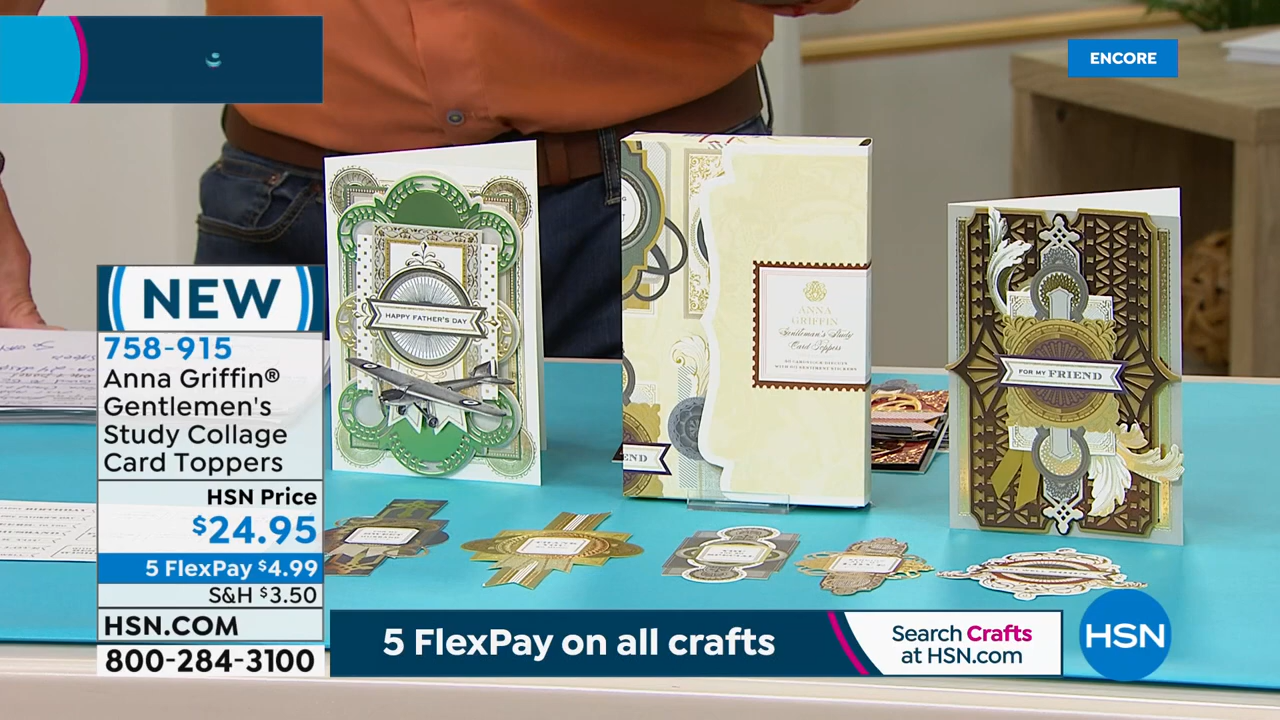 ENCORE
NEW
758-915
Anna Griffin®
Gentlemen's
Study Collage
Card Toppers
HSN Price
$24.95
5 FlexPay $4.99
S&H $3.50
HSN.COM
800-284-3100
HAPPY FATHER'S DAY
ANNA
GRIFFIN
Gentleman's Study
Card Toppers
END
FOR MY FRIEND
5 FlexPay on all crafts
Search Crafts
at HSN.com
HSN